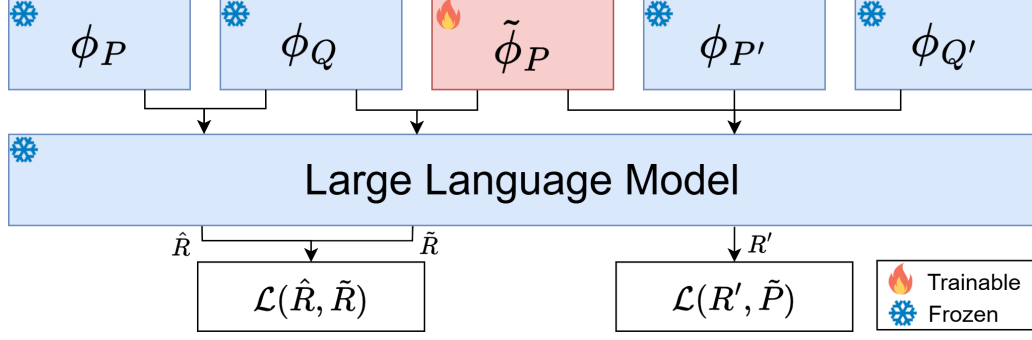 ϕ_P ϕ_Q ϕ̃_P ϕ_{P′} ϕ_{Q′}
Large Language Model
R̂ R̃ R′
ℒ(R̂, R̃) ℒ(R′, P̃)
Trainable
Frozen